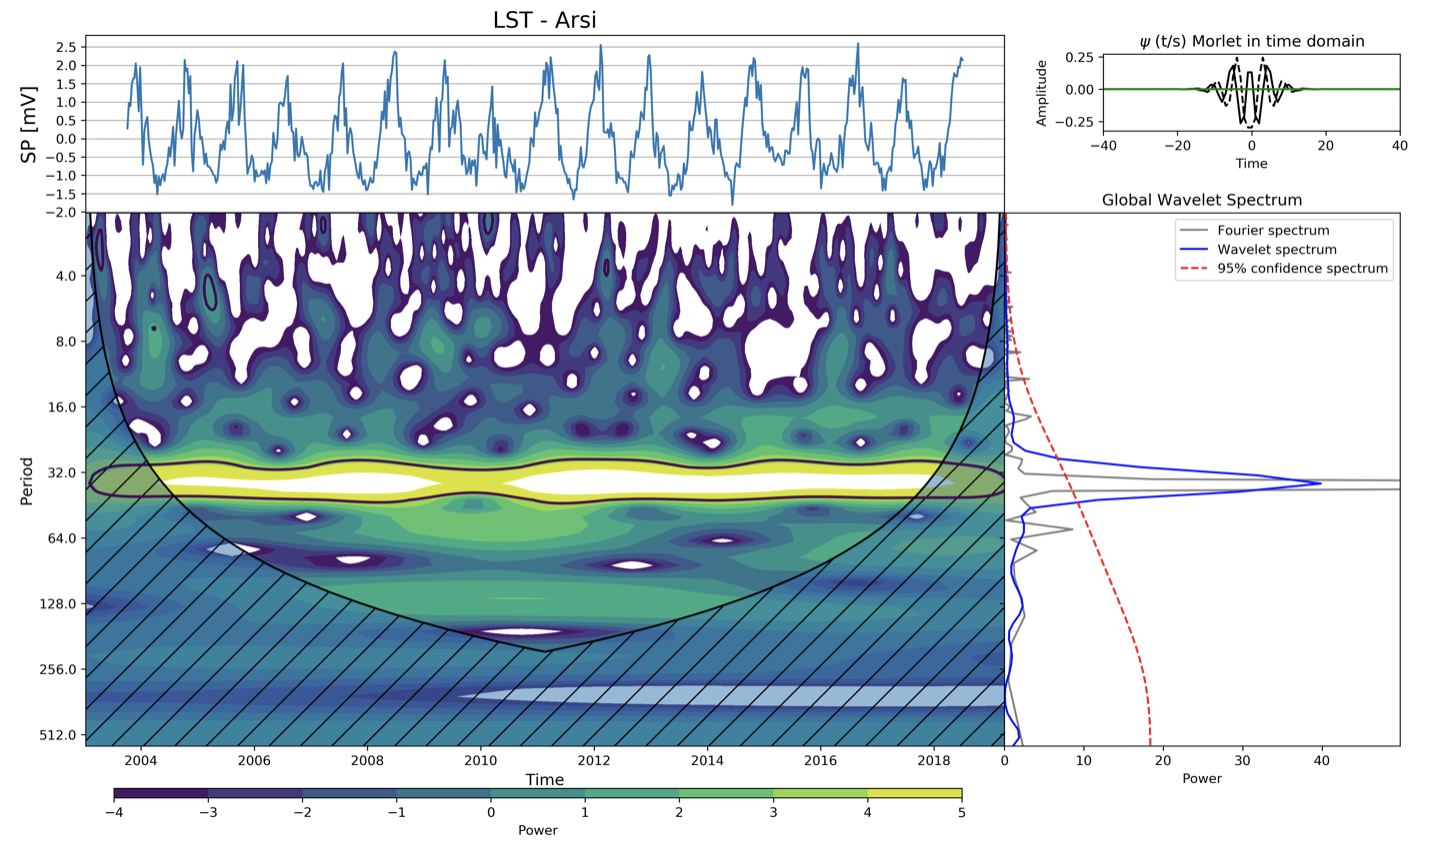 LST - Arsi
SP [mV]
2.5
2.0
1.5
1.0
0.5
0.0
−0.5
−1.0
−1.5
−2.0
ψ (t/s) Morlet in time domain
Amplitude
0.25
0.00
−0.25
−40 −20 0 20 40
Time
Global Wavelet Spectrum
Fourier spectrum
Wavelet spectrum
95% confidence spectrum
Period
4.0
8.0
16.0
32.0
64.0
128.0
256.0
512.0
2004 2006 2008 2010 2012 2014 2016 2018
Time
0 10 20 30 40
Power
−4 −3 −2 −1 0 1 2 3 4 5
Power